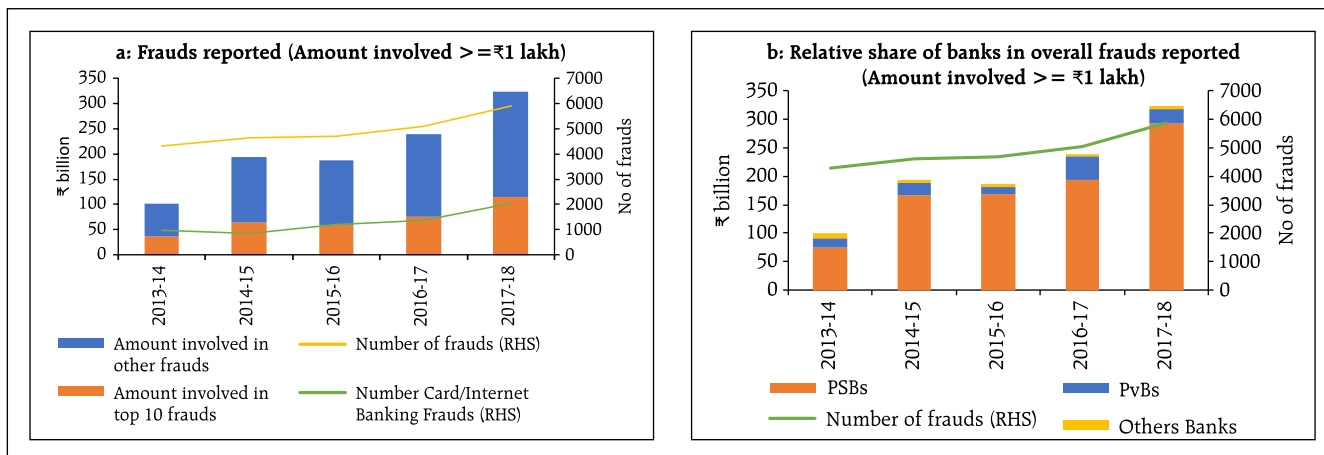 a: Frauds reported (Amount involved >=₹1 lakh)
350
300
250
200
150
100
50
0
₹ billion
7000
6000
5000
4000
3000
2000
1000
0
No of frauds
2013-14
2014-15
2015-16
2016-17
2017-18
Amount involved in
other frauds
Number of frauds (RHS)
Amount involved in
top 10 frauds
Number Card/Internet
Banking Frauds (RHS)
b: Relative share of banks in overall frauds reported
(Amount involved >= ₹1 lakh)
350
300
250
200
150
100
50
0
₹ billion
7000
6000
5000
4000
3000
2000
1000
0
No of frauds
2013-14
2014-15
2015-16
2016-17
2017-18
PSBs
PvBs
Number of frauds (RHS)
Others Banks